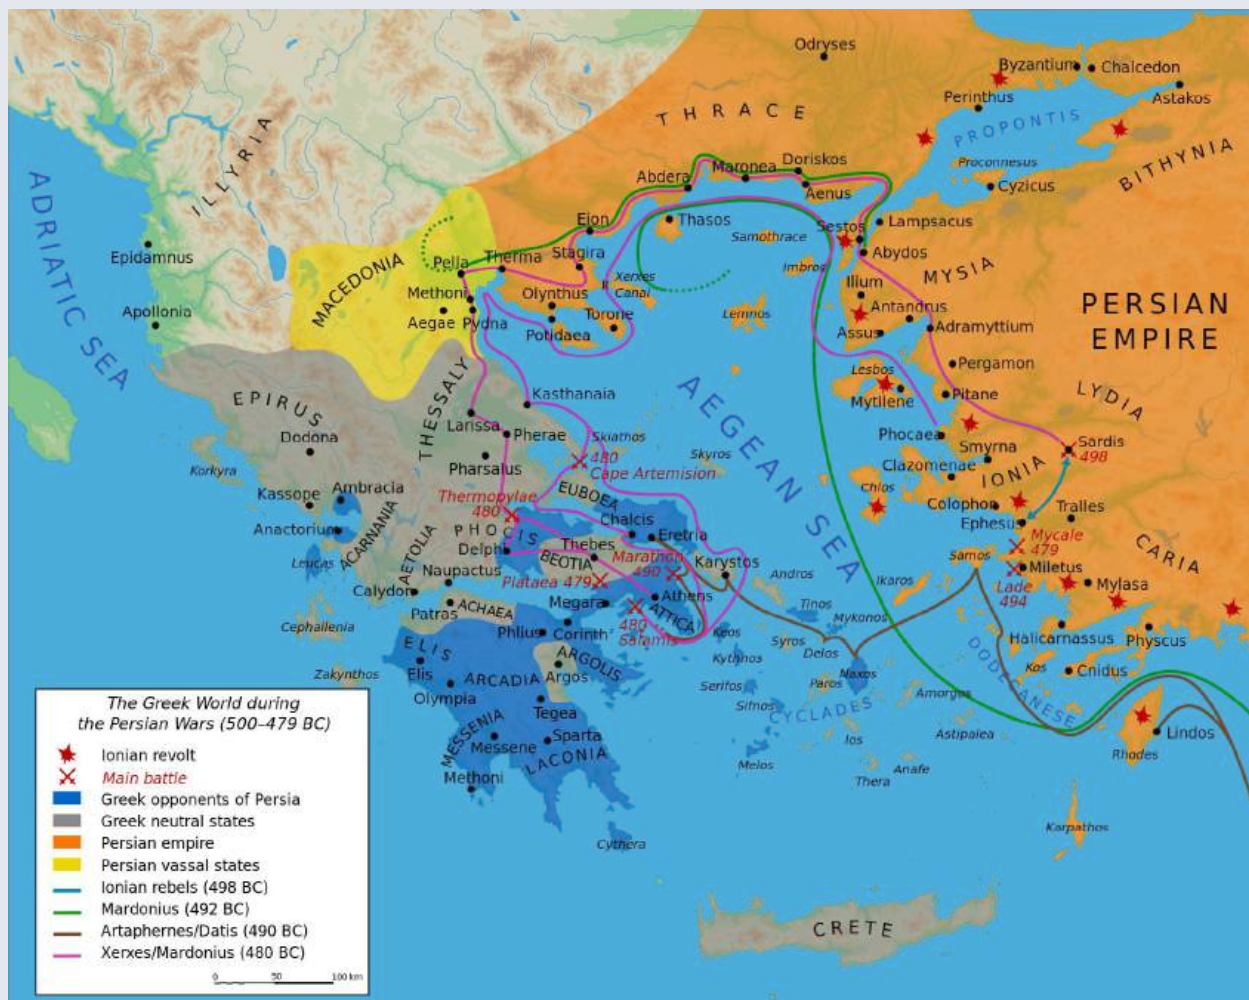 Odryses
Byzantium
Chalcedon
Perinthus
Astakos
THRACE
PROPONTIS
Proconnesus
BITHYNIA
Cyzicus
ADRIATIC SEA
ILLYRIA
Abdera
Maronea
Doriskos
Aenus
Eion
Thasos
Samothrace
Sestos
Lampsacus
Abydos
Imbros
MYSIA
Epidamnus
Apollonia
MACEDONIA
Pella
Therma
Stagira
Xerxes
Canal
Methoni
Aegae
Pydna
Olynthus
Potidaea
Torone
Lemnos
Illum
Antandrus
Assus
Adramyttium
PERSIAN
EMPIRE
Pergamon
Lesbos
Mytilene
Pitane
LYDIA
EPIRUS
Dodona
THESSALY
Kasthanaia
Larissa
Pherae
Pharsalus
Skiathos
480
Cape Artemision
Skyros
AEGEAN SEA
Phocaea
Smyrna
Sardis
498
Clazomenae
IONIA
Chios
Colophon
Ephesus
Tralles
Korkyra
Kassope
Ambracia
Anactorium
ACARNANIA
AETOLIA
Leucas
Thermopylae
480
EUBOEA
PHOCIS
Delphi
Chalcis
Eretria
Thebes
BEOTIA
Marathon
490
Karystos
Plataea 479
Naupactus
Calydon
Patras
ACHAEA
Megara
Athens
ATTICA
480
Salamis
Cephallenia
Phlius
Corinth
Mycale
479
CARIA
Samos
Miletus
Lade
494
Mylasa
Ikaros
Andros
Tinos
Mykonos
Keos
Syros
Delos
Kythnos
Halicarnassus
Physcus
Zakynthos
ELIS
Elis
Olympia
ARCADIA
ARGOLIS
Argos
Tegea
MESSENIA
Messene
Sparta
LACONIA
Methoni
Serifos
Sifnos
Paros
Naxos
CYCLADES
Amorgos
Kos
Cnidus
DODECANESE
Ios
Astipalea
Melos
Thera
Anafe
Rhodes
Lindos
Cythera
Karpathos
CRETE
The Greek World during
the Persian Wars (500–479 BC)
Ionian revolt
Main battle
Greek opponents of Persia
Greek neutral states
Persian empire
Persian vassal states
Ionian rebels (498 BC)
Mardonius (492 BC)
Artaphernes/Datis (490 BC)
Xerxes/Mardonius (480 BC)
0 50 100 km